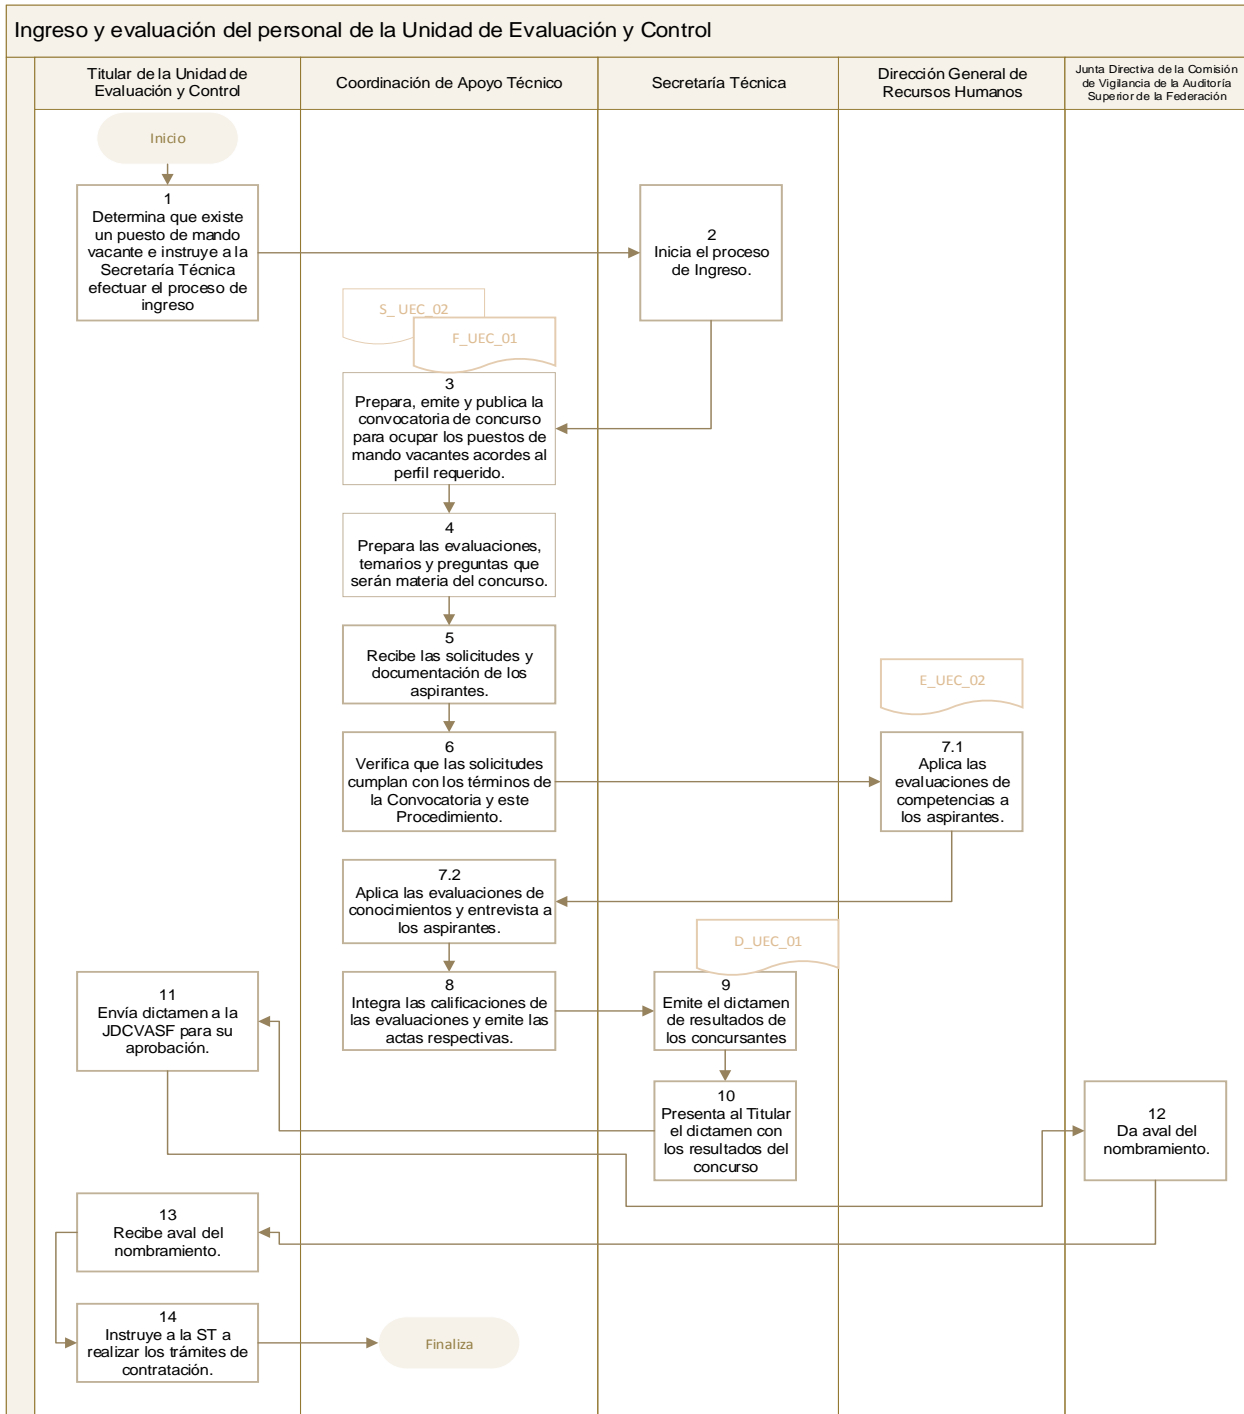 Ingreso y evaluación del personal de la Unidad de Evaluación y Control
Titular de la Unidad de
Evaluación y Control
Coordinación de Apoyo Técnico
Secretaría Técnica
Dirección General de
Recursos Humanos
Junta Directiva de la Comisión
de Vigilancia de la Auditoría
Superior de la Federación
Inicio
1
Determina que existe
un puesto de mando
vacante e instruye a la
Secretaría Técnica
efectuar el proceso de
ingreso
2
Inicia el proceso
de Ingreso.
S_ UEC_02
F_UEC_01
3
Prepara, emite y publica la
convocatoria de concurso
para ocupar los puestos de
mando vacantes acordes al
perfil requerido.
4
Prepara las evaluaciones,
temarios y preguntas que
serán materia del concurso.
5
Recibe las solicitudes y
documentación de los
aspirantes.
E_UEC_02
6
Verifica que las solicitudes
cumplan con los términos de
la Convocatoria y este
Procedimiento.
7.1
Aplica las
evaluaciones de
competencias a
los aspirantes.
7.2
Aplica las evaluaciones de
conocimientos y entrevista a
los aspirantes.
D_UEC_01
8
Integra las calificaciones de
las evaluaciones y emite las
actas respectivas.
9
Emite el dictamen
de resultados de
los concursantes
10
Presenta al Titular
el dictamen con
los resultados del
concurso
11
Envía dictamen a la
JDCVASF para su
aprobación.
12
Da aval del
nombramiento.
13
Recibe aval del
nombramiento.
14
Instruye a la ST a
realizar los trámites de
contratación.
Finaliza